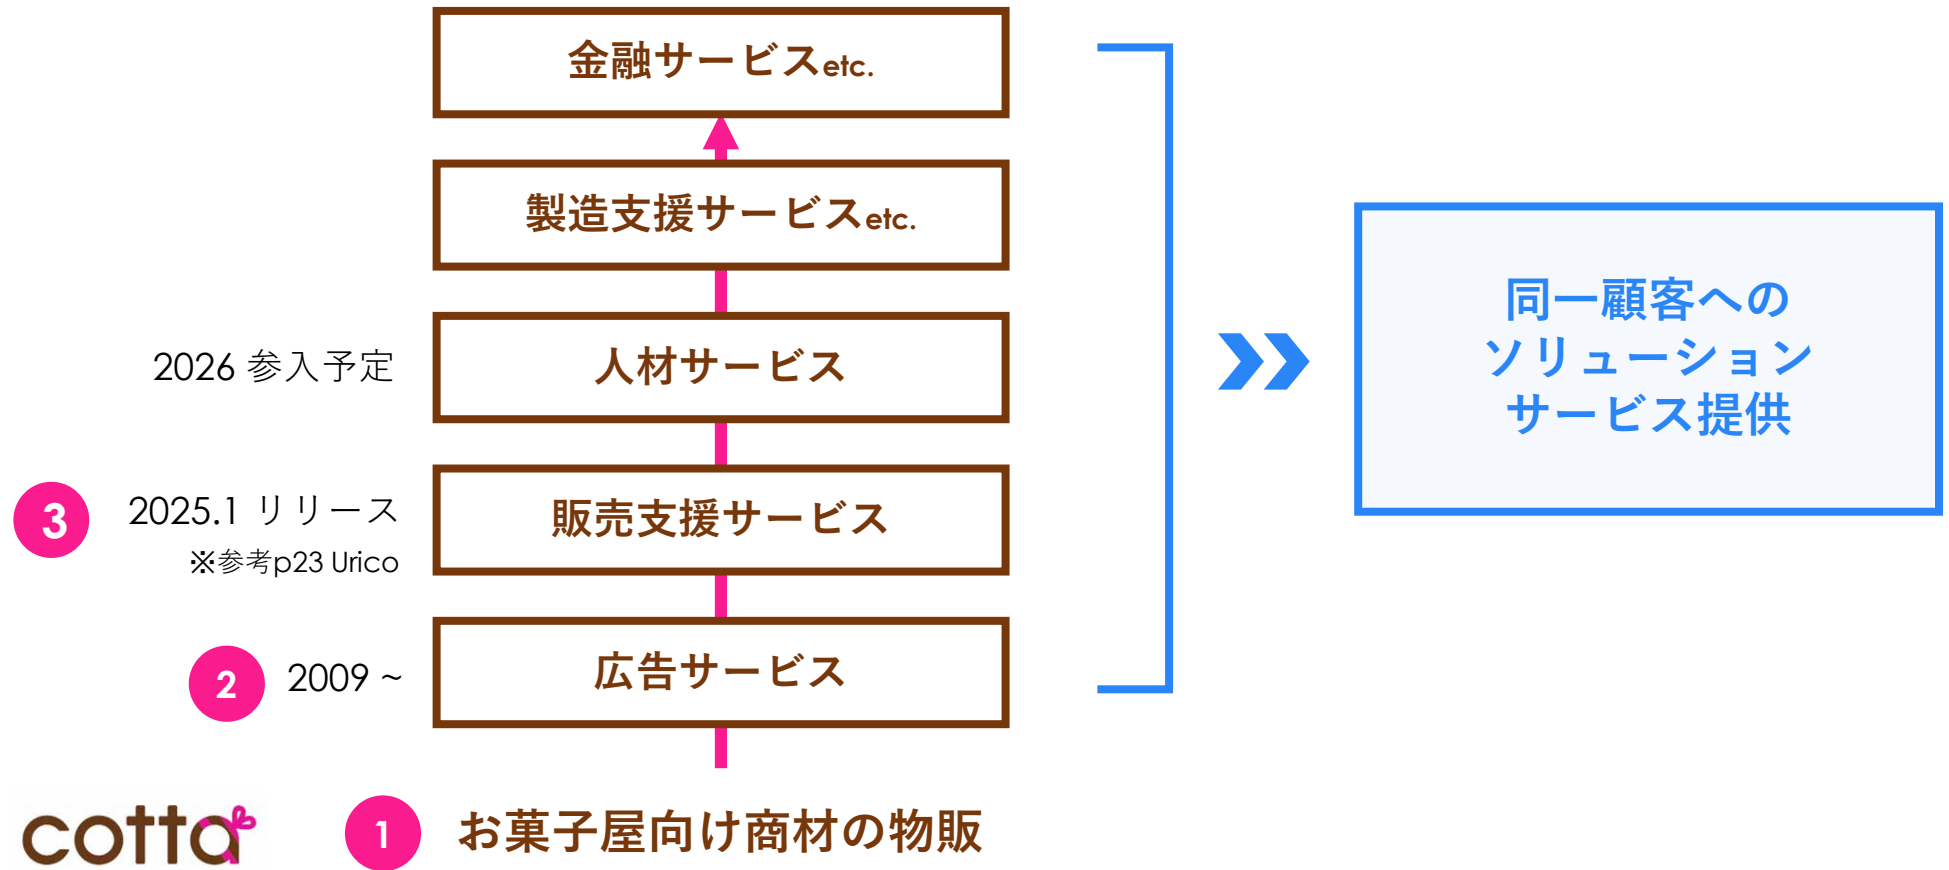 金融サービスetc.
製造支援サービスetc.
2026 参入予定
人材サービス
3
2025.1 リリース
※参考p23 Urico
販売支援サービス
2
2009 ~
広告サービス
cotta
1
お菓子屋向け商材の物販
同一顧客への
ソリューション
サービス提供